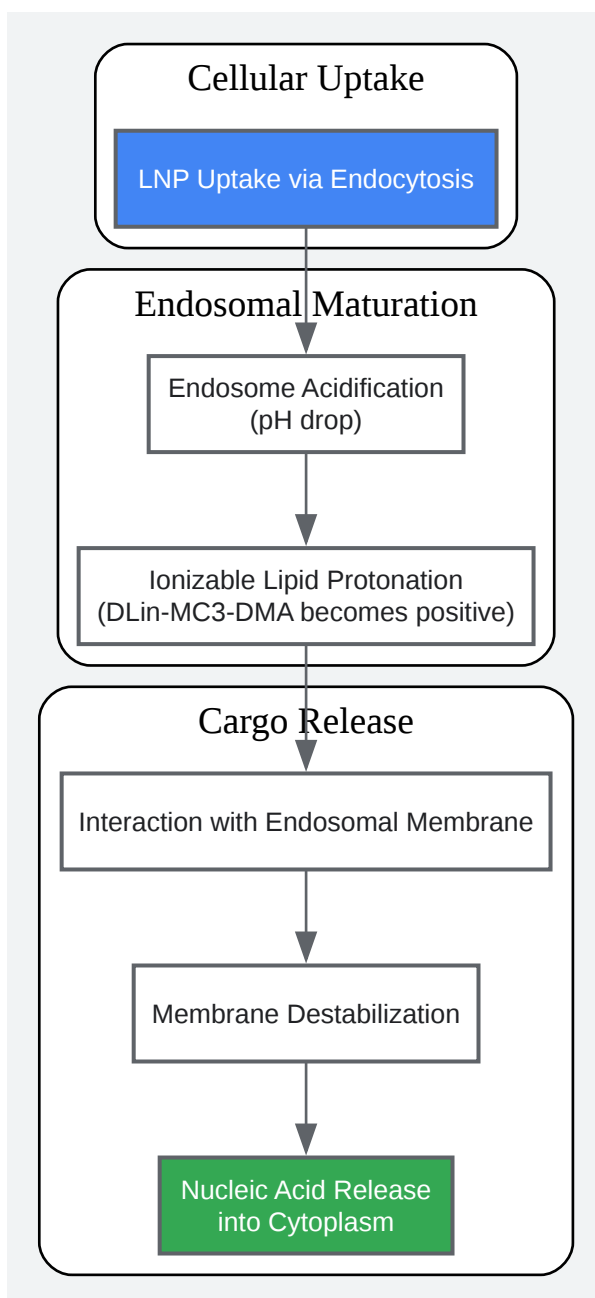 Cellular Uptake
LNP Uptake via Endocytosis
Endosomal Maturation
Endosome Acidification
(pH drop)
Ionizable Lipid Protonation
(DLin-MC3-DMA becomes positive)
Cargo Release
Interaction with Endosomal Membrane
Membrane Destabilization
Nucleic Acid Release
into Cytoplasm